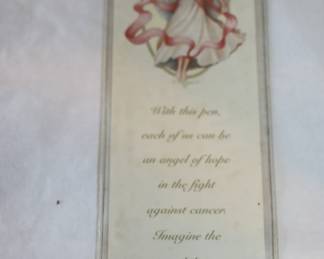 With this pen,
each of us can be
an angel of hope
in the fight
against cancer.
Imagine the